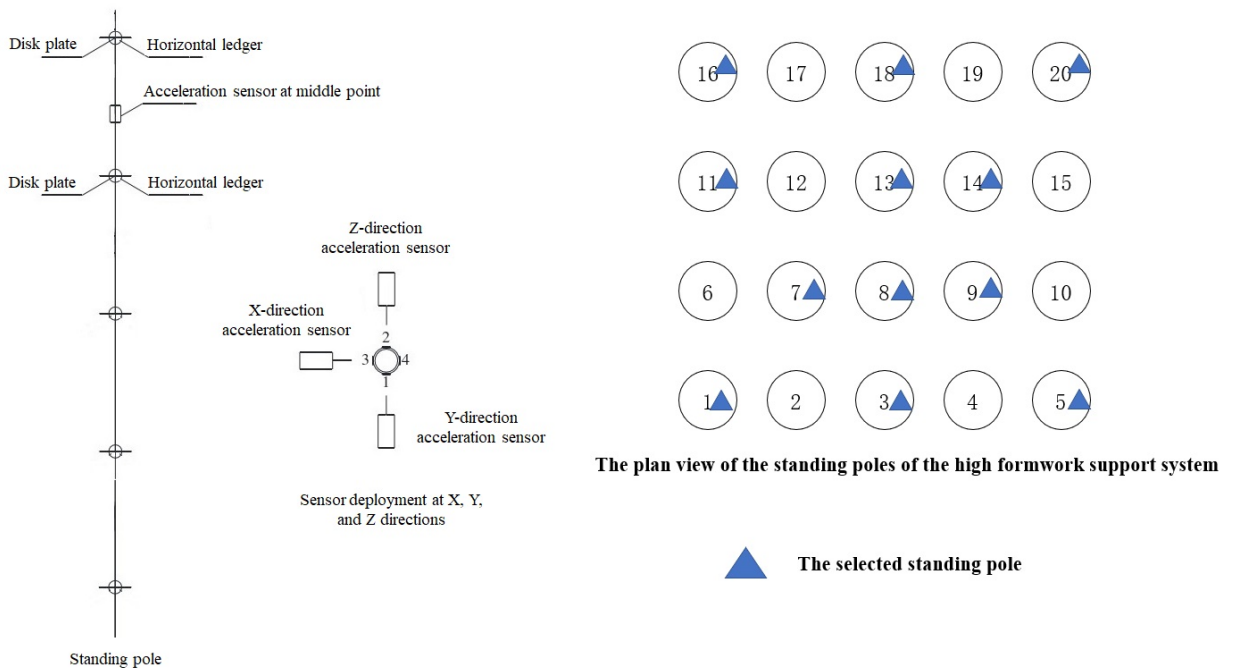 Disk plate
Horizontal ledger
Acceleration sensor at middle point
Disk plate
Horizontal ledger
Z-direction
acceleration sensor
X-direction
acceleration sensor
2
3
4
1
Y-direction
acceleration sensor
Sensor deployment at X, Y,
and Z directions
Standing pole
16 17 18 19 20
11 12 13 14 15
6 7 8 9 10
1 2 3 4 5
The plan view of the standing poles of the high formwork support system
The selected standing pole